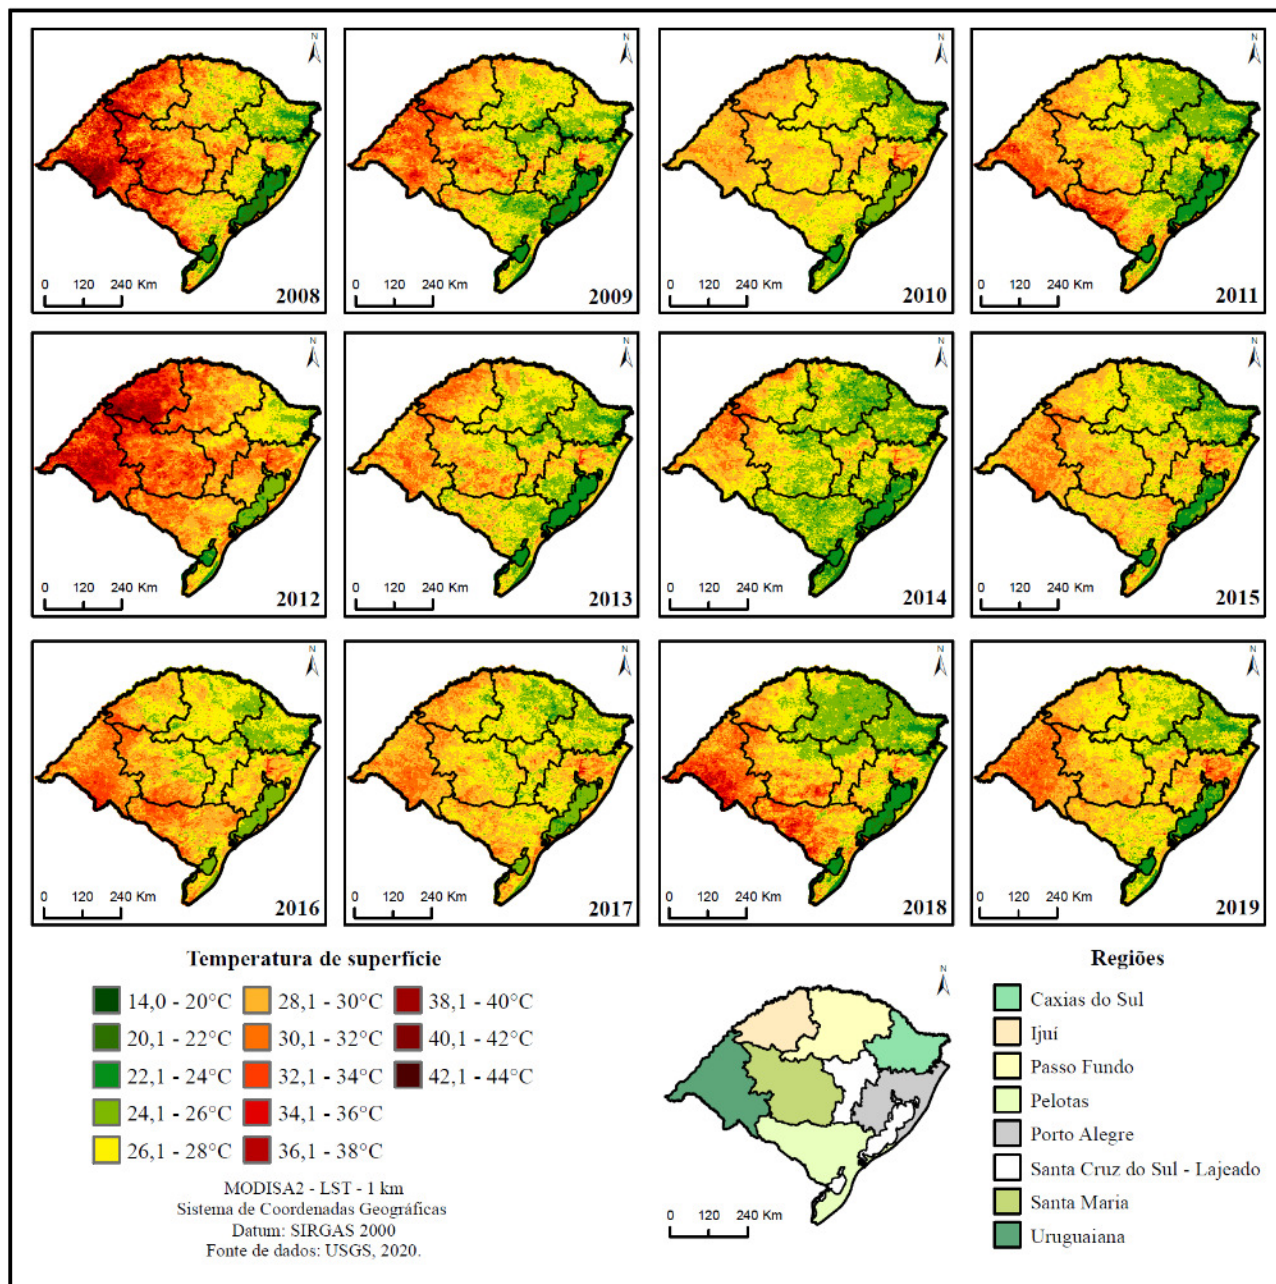 N
N
N
N
0 120 240 Km
2008
0 120 240 Km
2009
0 120 240 Km
2010
0 120 240 Km
2011
N
N
N
N
0 120 240 Km
2012
0 120 240 Km
2013
0 120 240 Km
2014
0 120 240 Km
2015
N
N
N
N
0 120 240 Km
2016
0 120 240 Km
2017
0 120 240 Km
2018
0 120 240 Km
2019
Temperatura de superfície
14,0 - 20°C
20,1 - 22°C
22,1 - 24°C
24,1 - 26°C
26,1 - 28°C
28,1 - 30°C
30,1 - 32°C
32,1 - 34°C
34,1 - 36°C
36,1 - 38°C
38,1 - 40°C
40,1 - 42°C
42,1 - 44°C
MODISA2 - LST - 1 km
Sistema de Coordenadas Geográficas
Datum: SIRGAS 2000
Fonte de dados: USGS, 2020.
N
0 120 240 Km
Regiões
Caxias do Sul
Ijuí
Passo Fundo
Pelotas
Porto Alegre
Santa Cruz do Sul - Lajeado
Santa Maria
Uruguaiana